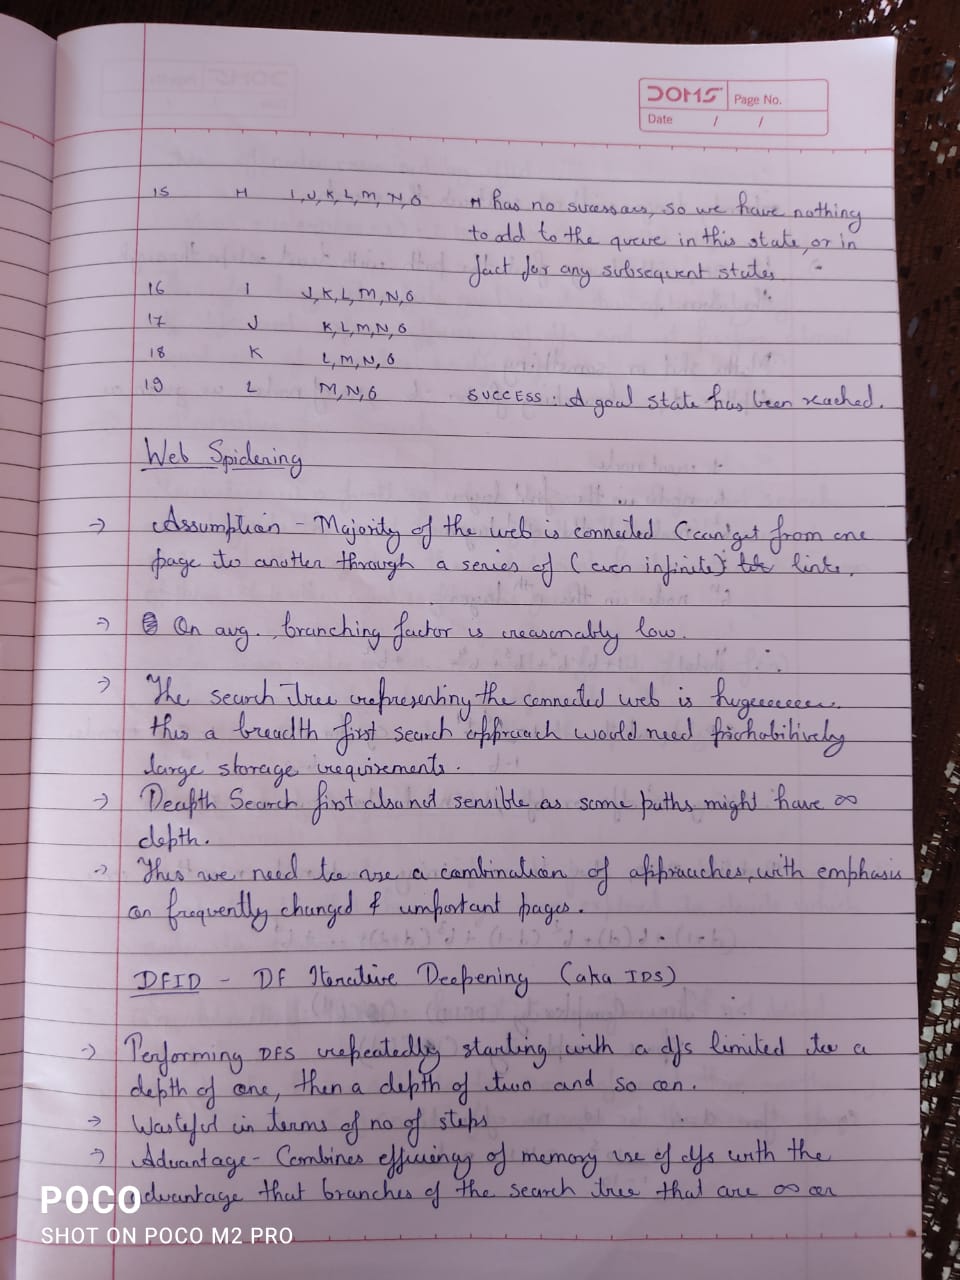 DOMS Page No.
Date / /
15 H I, J, K, L, M, N, O H has no sucessors, so we have nothing
to add to the queue in this state, or in
fact for any subsequent states
16 I J, K, L, M, N, O
17 J K, L, M, N, O
18 K L, M, N, O
19 L M, N, O SUCCESS: A goal state has been reached.
Web Spidering
→ Assumption - Majority of the web is connected (can get from one
page to another through a series of (even infinite) links.
→ On avg. branching factor is reasonably low.
→ The search tree representing the connected web is hugeeeeeee.
thus a breadth first search approach would need prohobitively
large storage requirements.
→ Deapth Search first also not sensible as some paths might have ∞
depth.
→ Thus we need to use a combination of approaches, with emphasis
on frequently changed & important pages.
DFID - DF Iterative Deepening (aka IDS)
→ Performing DFS repeatedly starting with a dfs limited to a
depth of one, then a depth of two and so on.
→ Wasteful in terms of no of steps
→ Advantage - Combines efficiency of memory use of dfs with the
advantage that branches of the search tree that are ∞ or
POCO
SHOT ON POCO M2 PRO